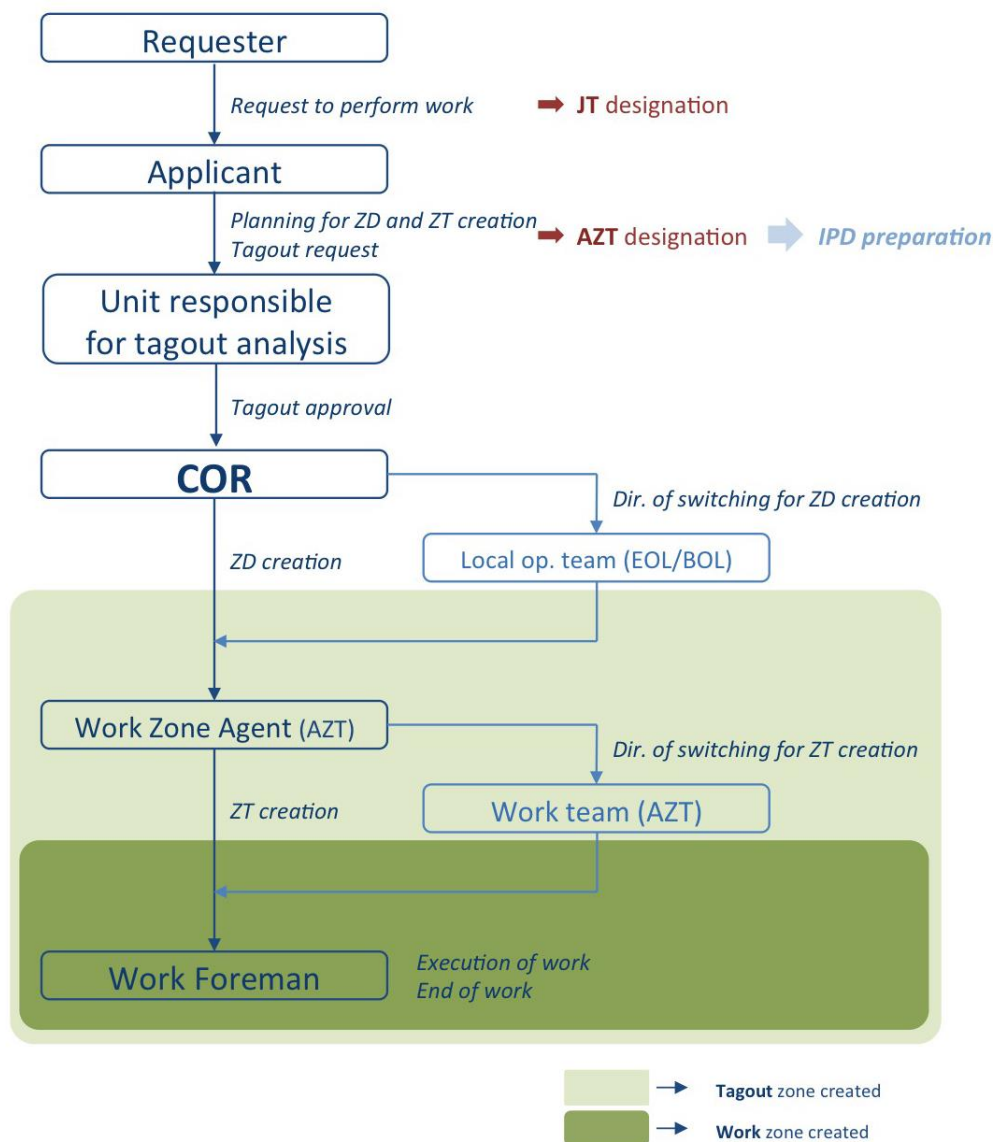 Requester
Request to perform work
JT designation
Applicant
Planning for ZD and ZT creation
Tagout request
AZT designation
IPD preparation
Unit responsible
for tagout analysis
Tagout approval
COR
Dir. of switching for ZD creation
ZD creation
Local op. team (EOL/BOL)
Work Zone Agent (AZT)
Dir. of switching for ZT creation
ZT creation
Work team (AZT)
Work Foreman
Execution of work
End of work
Tagout zone created
Work zone created